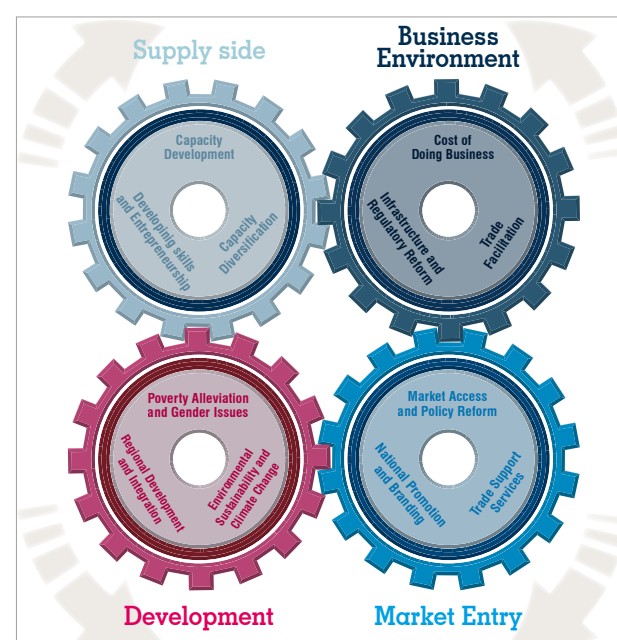 Supply side
Business
Environment
Capacity
Development
Developinig skills
and Entrepreneurship
Capacity
Diversification
Cost of
Doing Business
Infrastructure and
Regulatory Reform
Trade
Facilitation
Poverty Alleviation
and Gender Issues
Regional Development
and Integration
Environmental
Sustainability and
Climate Change
Market Access
and Policy Reform
National Promotion
and Branding
Trade Support
Services
Development
Market Entry